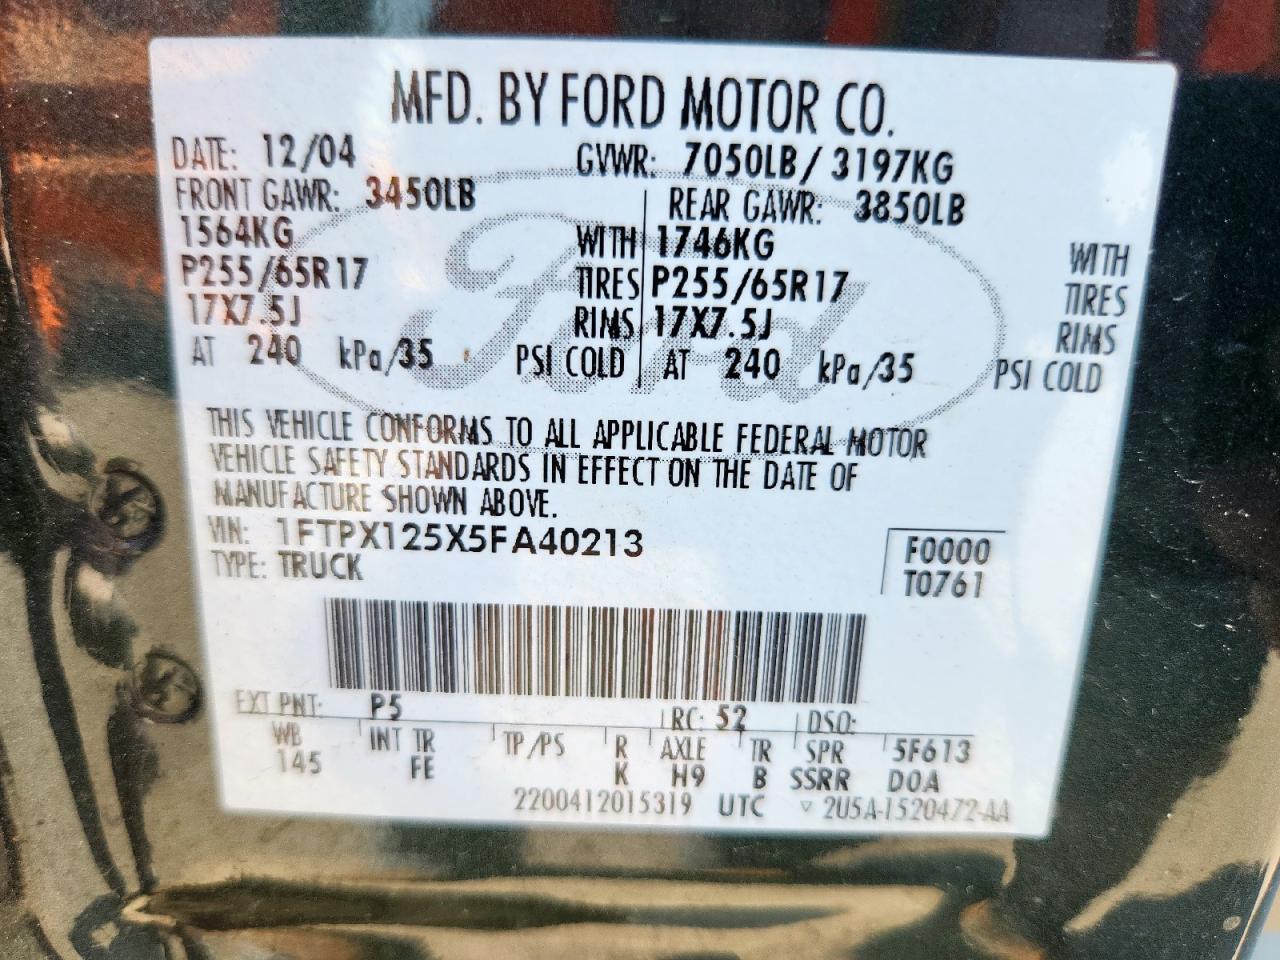 MFD. BY FORD MOTOR CO.
DATE: 12/04 GVWR: 7050LB/ 3197KG
FRONT GAWR: 3450LB REAR GAWR: 3850LB
1564KG WITH 1746KG WITH
P255/65R17 TIRES P255/65R17 TIRES
17X7.5J RIMS 17X7.5J RIMS
AT 240 kPa/35 PSI COLD AT 240 kPa/35 PSI COLD
Ford
THIS VEHICLE CONFORMS TO ALL APPLICABLE FEDERAL MOTOR
VEHICLE SAFETY STANDARDS IN EFFECT ON THE DATE OF
MANUFACTURE SHOWN ABOVE.
VIN: 1FTPX125X5FA40213 F0000
TYPE: TRUCK T0761
EXT PNT: P5 RC: 52 DSO:
WB INT TR TP/PS R AXLE TR SPR 5F613
145 FE K H9 B SSRR DOA
2200412015319 UTC ▽ 2U5A-1520472-AA